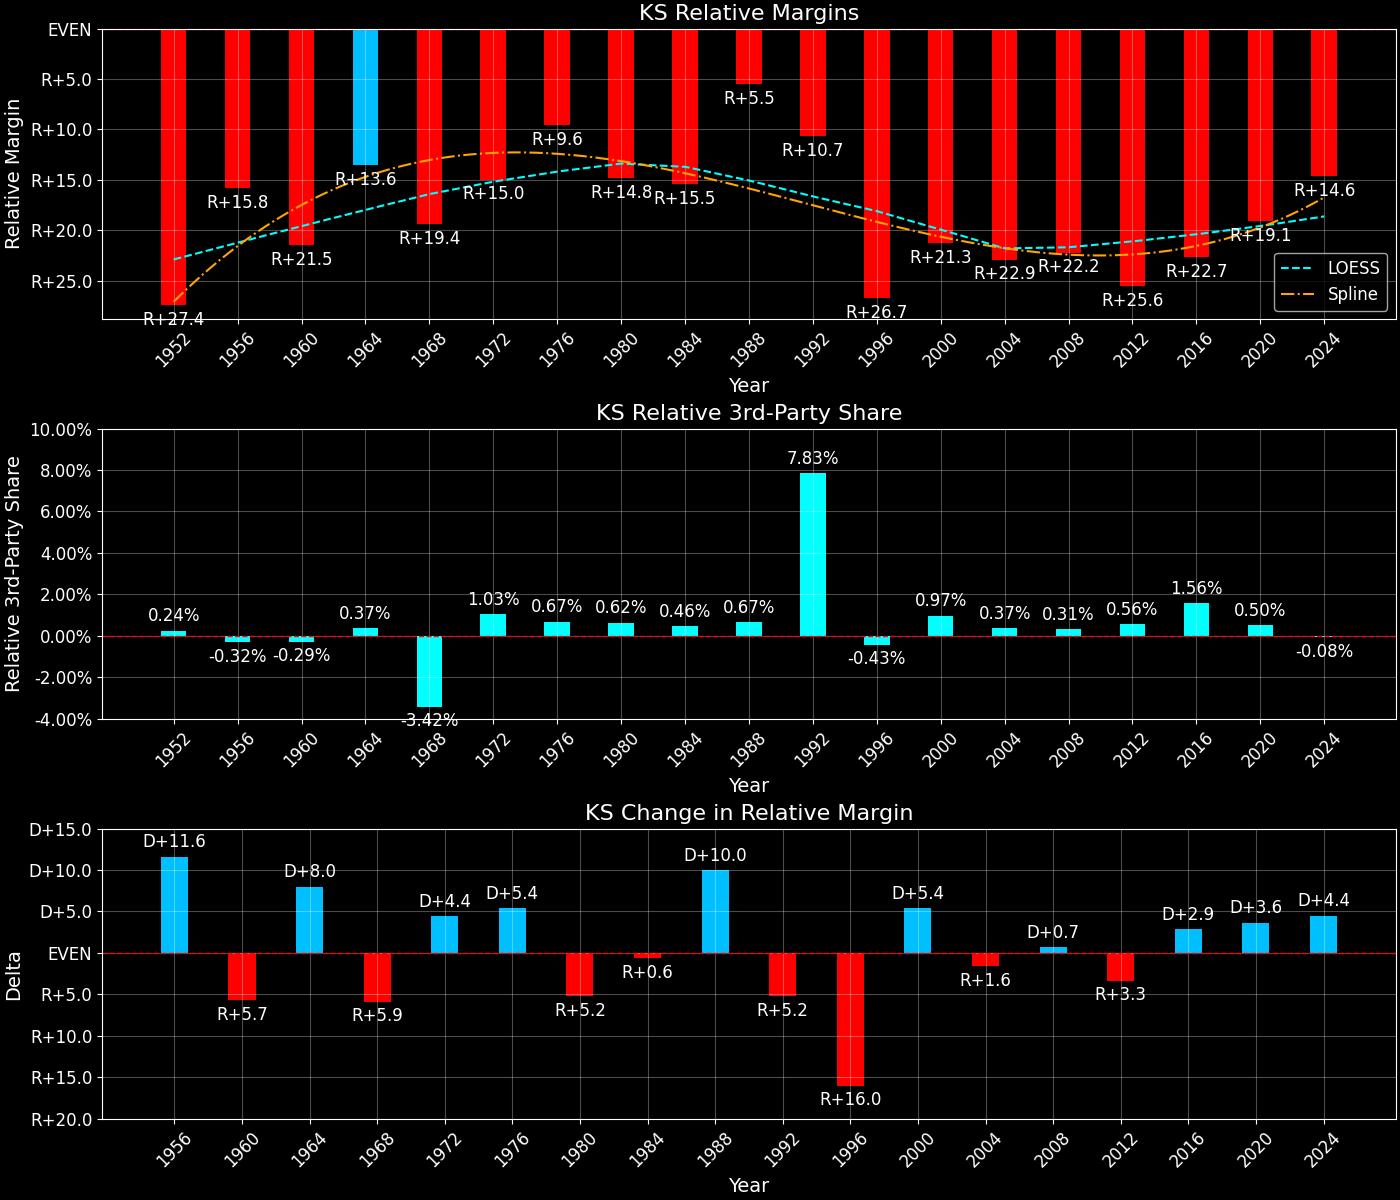 KS Relative Margins
Relative Margin
EVEN
R+5.0
R+10.0
R+15.0
R+20.0
R+25.0
R+27.4
R+15.8
R+21.5
R+13.6
R+19.4
R+15.0
R+9.6
R+14.8
R+15.5
R+5.5
R+10.7
R+26.7
R+21.3
R+22.9
R+22.2
R+25.6
R+22.7
R+19.1
R+14.6
LOESS
Spline
1952 1956 1960 1964 1968 1972 1976 1980 1984 1988 1992 1996 2000 2004 2008 2012 2016 2020 2024
Year
KS Relative 3rd-Party Share
Relative 3rd-Party Share
10.00%
8.00%
6.00%
4.00%
2.00%
0.00%
-2.00%
-4.00%
0.24%
-0.32%
-0.29%
0.37%
-3.42%
1.03%
0.67%
0.62%
0.46%
0.67%
7.83%
-0.43%
0.97%
0.37%
0.31%
0.56%
1.56%
0.50%
-0.08%
1952 1956 1960 1964 1968 1972 1976 1980 1984 1988 1992 1996 2000 2004 2008 2012 2016 2020 2024
Year
KS Change in Relative Margin
Delta
D+15.0
D+10.0
D+5.0
EVEN
R+5.0
R+10.0
R+15.0
R+20.0
D+11.6
R+5.7
D+8.0
R+5.9
D+4.4
D+5.4
R+5.2
R+0.6
D+10.0
R+5.2
R+16.0
D+5.4
R+1.6
D+0.7
R+3.3
D+2.9
D+3.6
D+4.4
1956 1960 1964 1968 1972 1976 1980 1984 1988 1992 1996 2000 2004 2008 2012 2016 2020 2024
Year